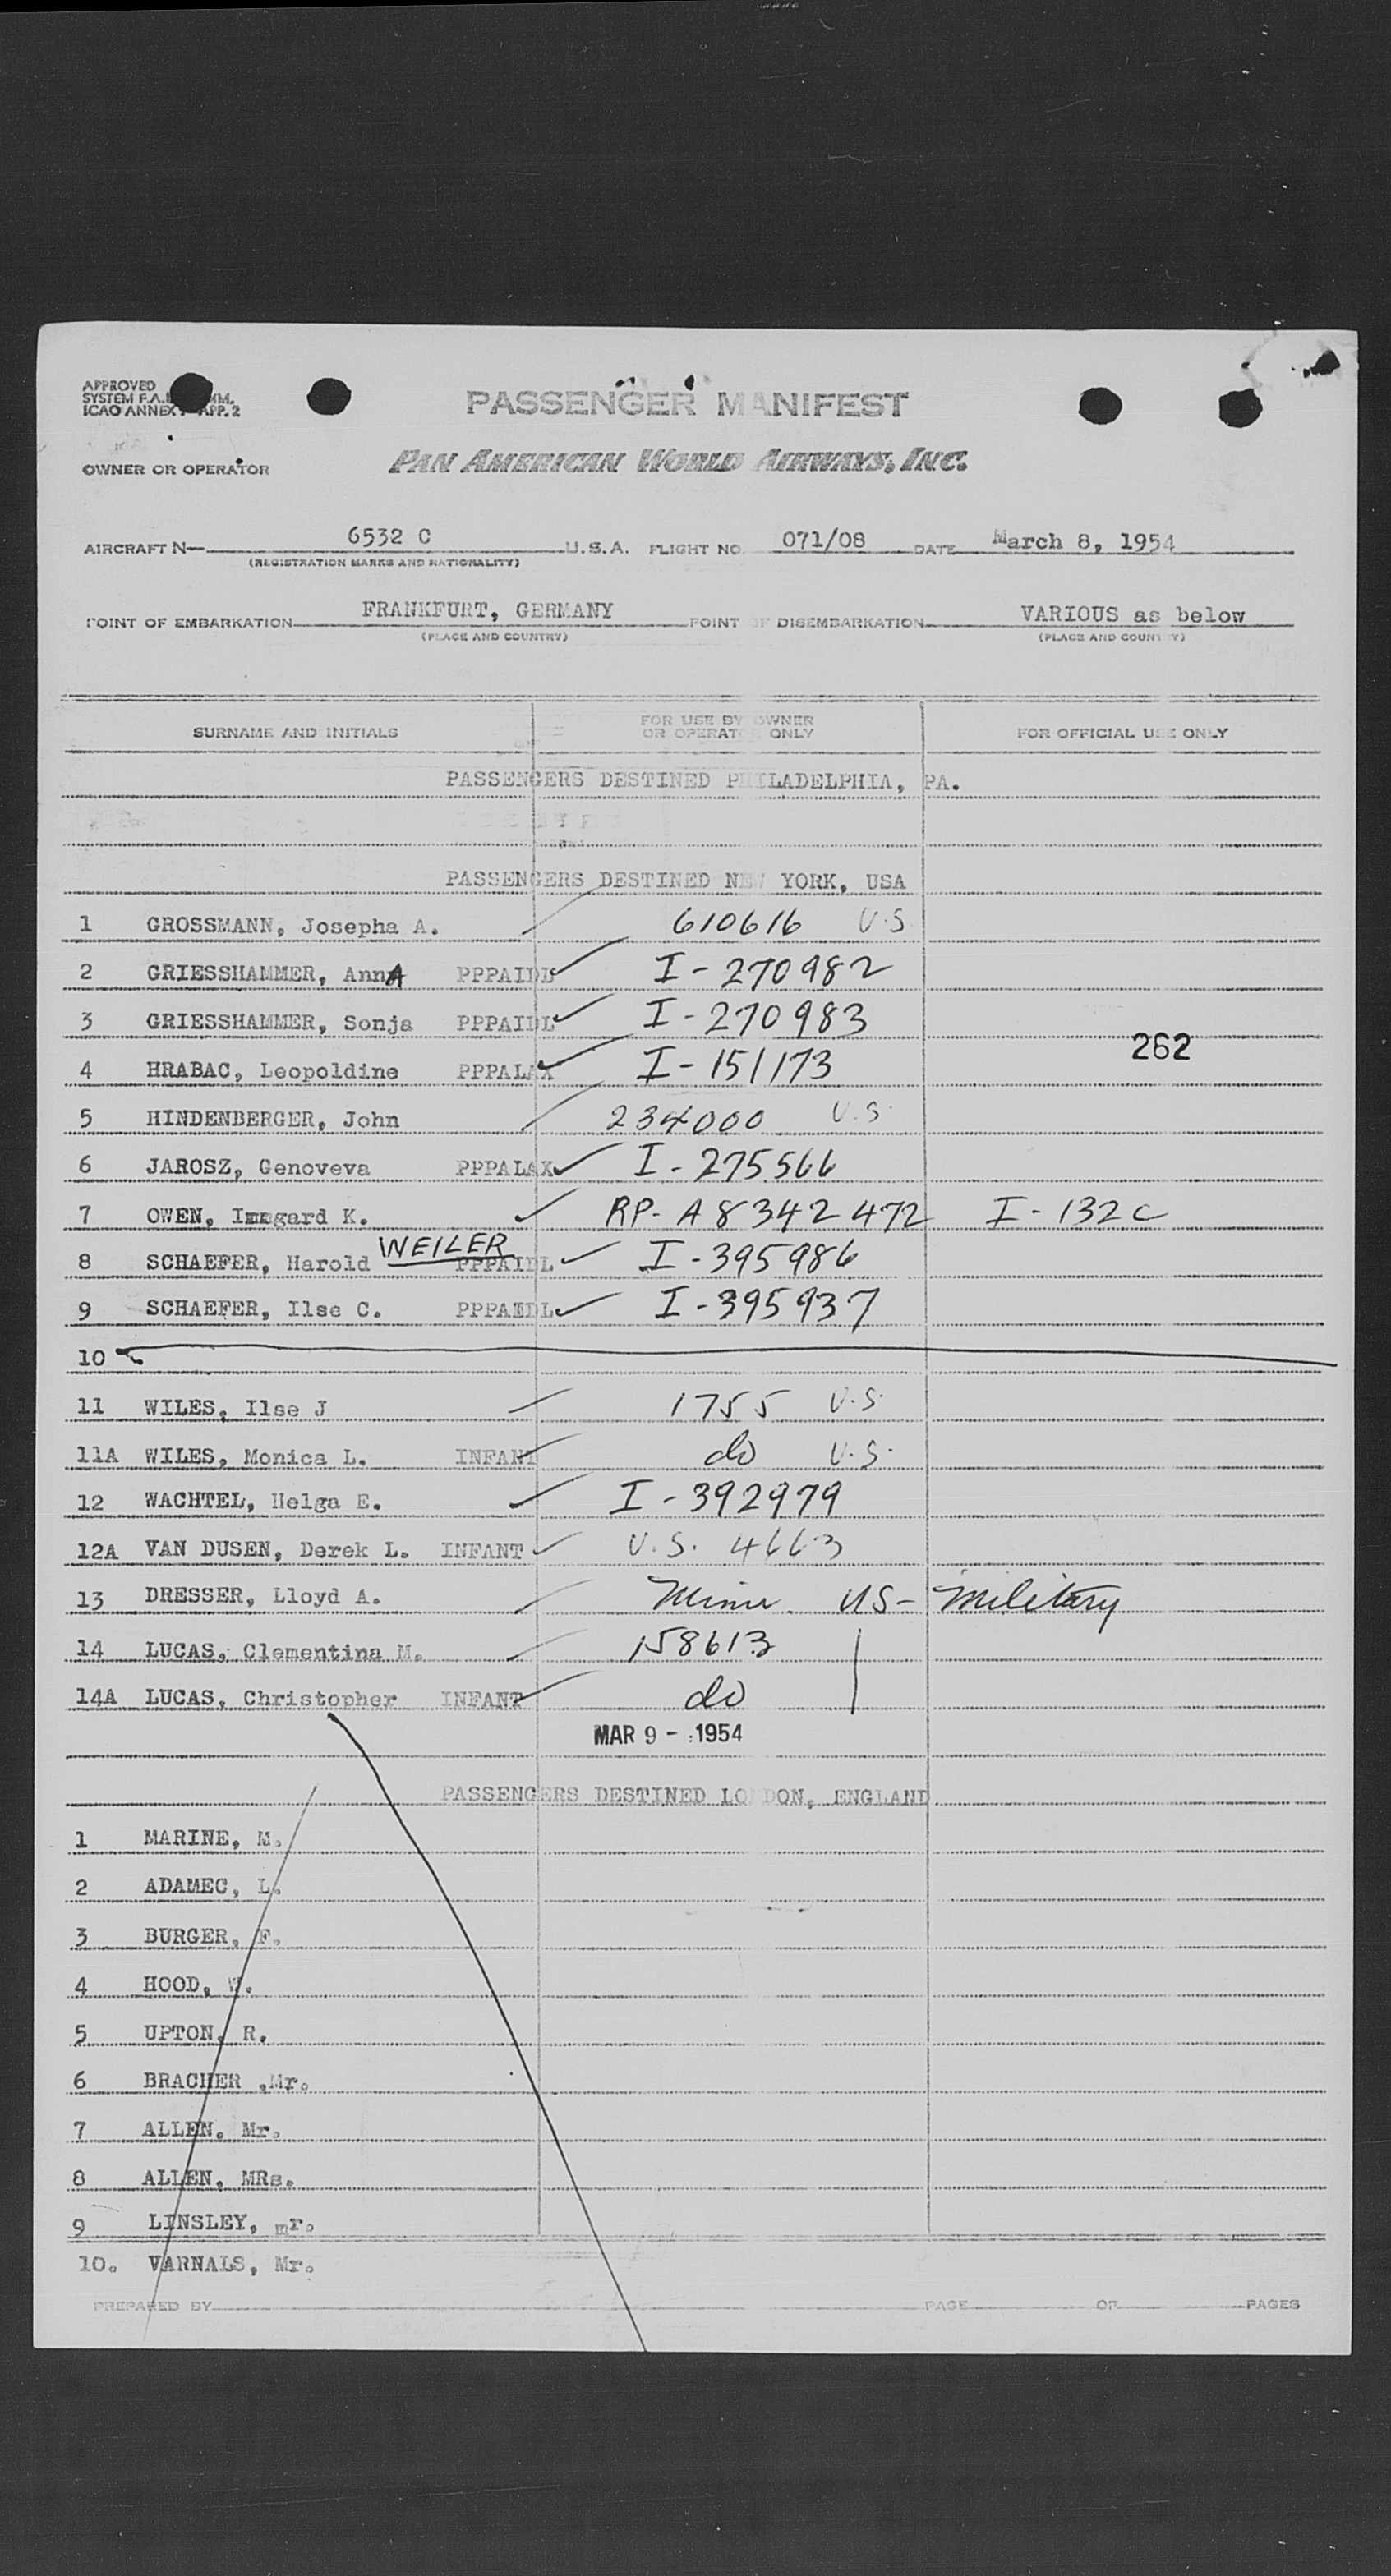 APPROVED
SYSTEM F.A.L. COMM.
ICAO ANNEX APP. 2
PASSENGER MANIFEST
OWNER OR OPERATOR PAN AMERICAN WORLD AIRWAYS, INC.
AIRCRAFT N— 6532 C U.S.A. FLIGHT NO. 071/08 DATE March 8, 1954
(REGISTRATION MARKS AND NATIONALITY)
POINT OF EMBARKATION FRANKFURT, GERMANY POINT OF DISEMBARKATION VARIOUS as below
(PLACE AND COUNTRY) (PLACE AND COUNTRY)
SURNAME AND INITIALS FOR USE BY OWNER OR OPERATOR ONLY FOR OFFICIAL USE ONLY
PASSENGERS DESTINED PHILADELPHIA, PA.
PASSENGERS DESTINED NEW YORK, USA
1 GROSSMANN, Josepha A. 610616 U.S
2 GRIESSHAMMER, AnnA PPPAIDL I-270982
3 GRIESSHAMMER, Sonja PPPAIDL I-270983
262
4 HRABAC, Leopoldine PPPALAX I-151173
5 HINDENBERGER, John 234000 U.S.
6 JAROSZ, Genoveva PPPALAX I-275566
7 OWEN, Irmgard K. RP-A8342472 I-132c
8 SCHAEFER, Harold WEILER PPPAIDL I-395986
9 SCHAEFER, Ilse C. PPPAIDL I-395937
10
11 WILES, Ilse J 1755 U.S.
11A WILES, Monica L. INFANT do U.S.
12 WACHTEL, Helga E. I-392979
12A VAN DUSEN, Derek L. INFANT U.S. 4663
13 DRESSER, Lloyd A. US- military
14 LUCAS, Clementina M. 158613
14A LUCAS, Christopher INFANT do
MAR 9 - 1954
PASSENGERS DESTINED LONDON, ENGLAND
1 MARINE, M.
2 ADAMEC, L.
3 BURGER, F.
4 HOOD, W.
5 UPTON, R.
6 BRACHER ,Mr.
7 ALLEN, Mr.
8 ALLEN, MRs.
9 LINSLEY, mr.
10. VARNALS, Mr.
PREPARED BY PAGE OF PAGES